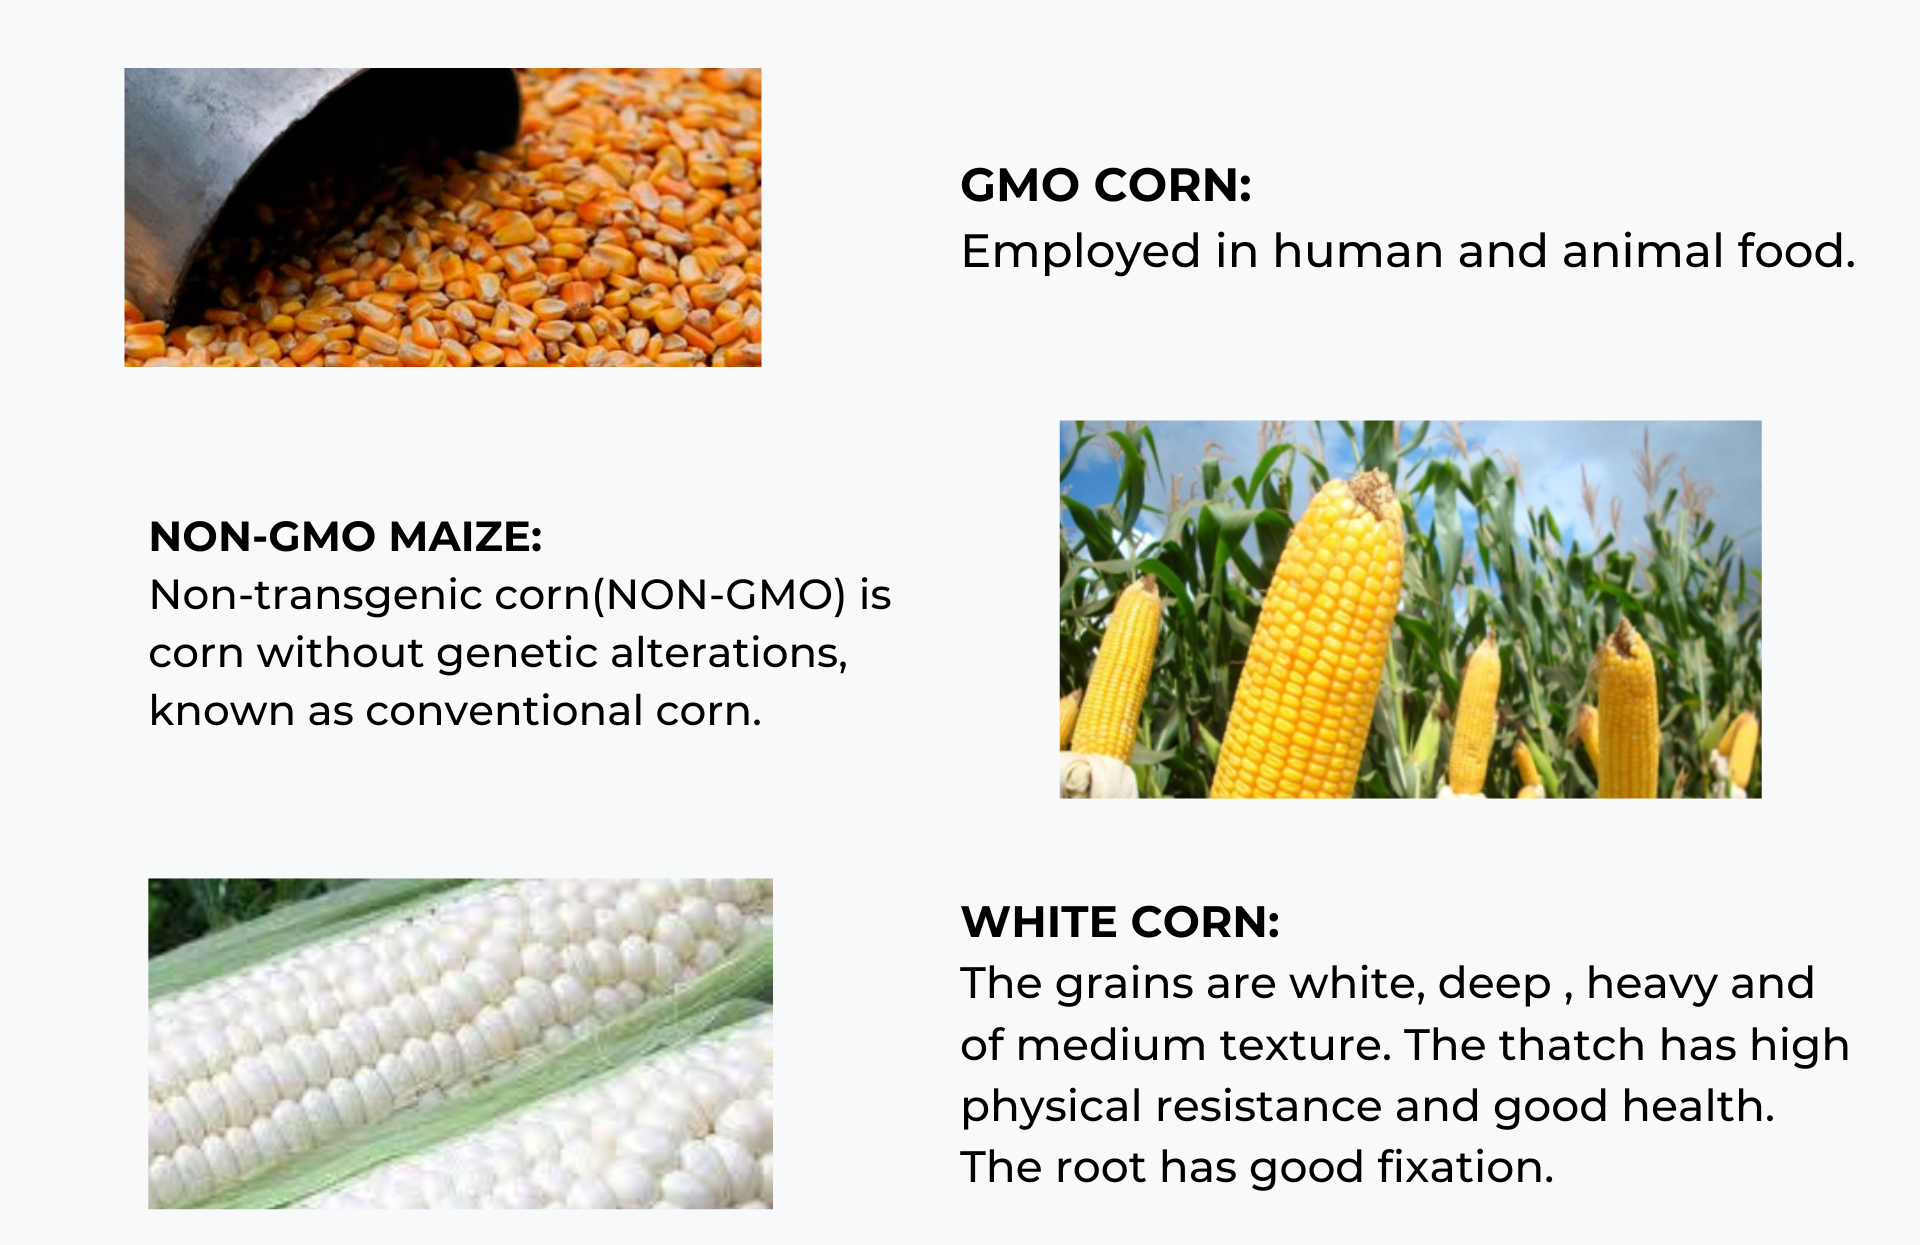 GMO CORN:
Employed in human and animal food.
NON-GMO MAIZE:
Non-transgenic corn(NON-GMO) is
corn without genetic alterations,
known as conventional corn.
WHITE CORN:
The grains are white, deep , heavy and
of medium texture. The thatch has high
physical resistance and good health.
The root has good fixation.